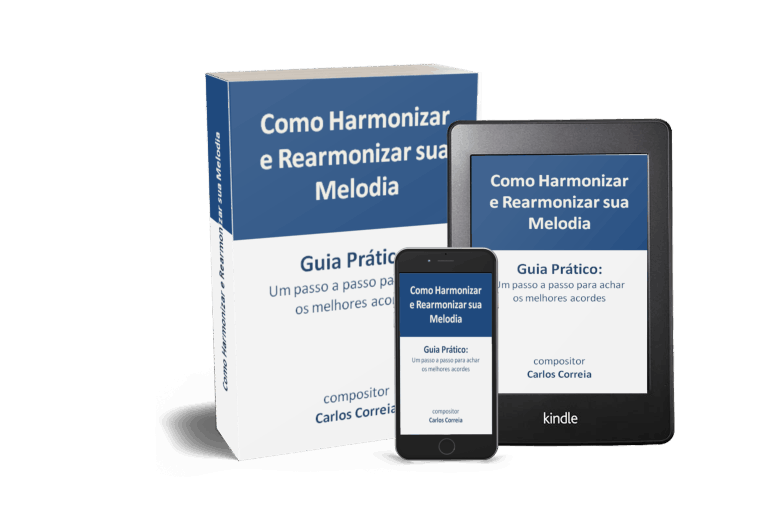 Como Harmonizar e Rearmonizar sua Melodia
Como Harmonizar
e Rearmonizar sua
Melodia
Guia Prático
Um passo a passo
os melhores
compositor
Carlos Correia
Como Harmonizar
e Rearmonizar sua
Melodia
Guia Prático:
Um passo a passo para achar
os melhores acordes
compositor
Carlos Correia
Como Harmonizar
e Rearmonizar sua
Melodia
Guia Prático:
Um passo a passo para achar
os melhores acordes
compositor
Carlos Correia
kindle